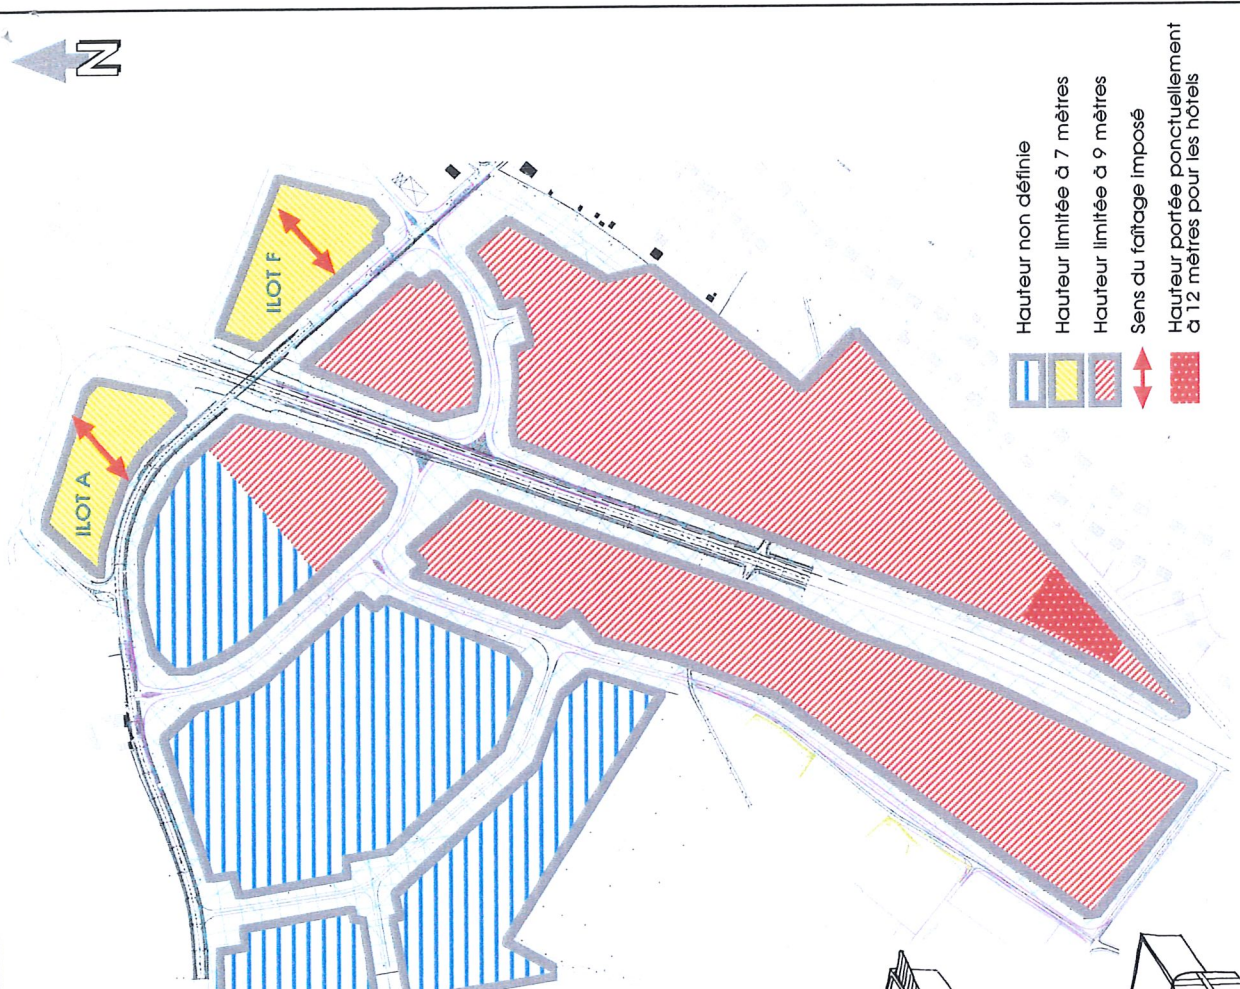 N
ILOT F
ILOT A
Hauteur non définie
Hauteur limitée à 7 mètres
Hauteur limitée à 9 mètres
Sens du faîtage imposé
Hauteur portée ponctuellement
à 12 mètres pour les hôtels